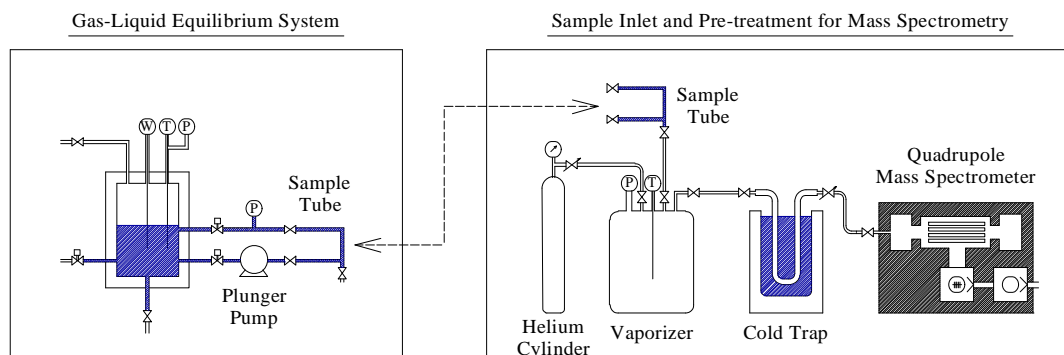 Gas-Liquid Equilibrium System
Sample Inlet and Pre-treatment for Mass Spectrometry
W T P
Sample
Tube
P
Plunger
Pump
Sample
Tube
P T
Quadrupole
Mass Spectrometer
Helium
Cylinder
Vaporizer
Cold Trap